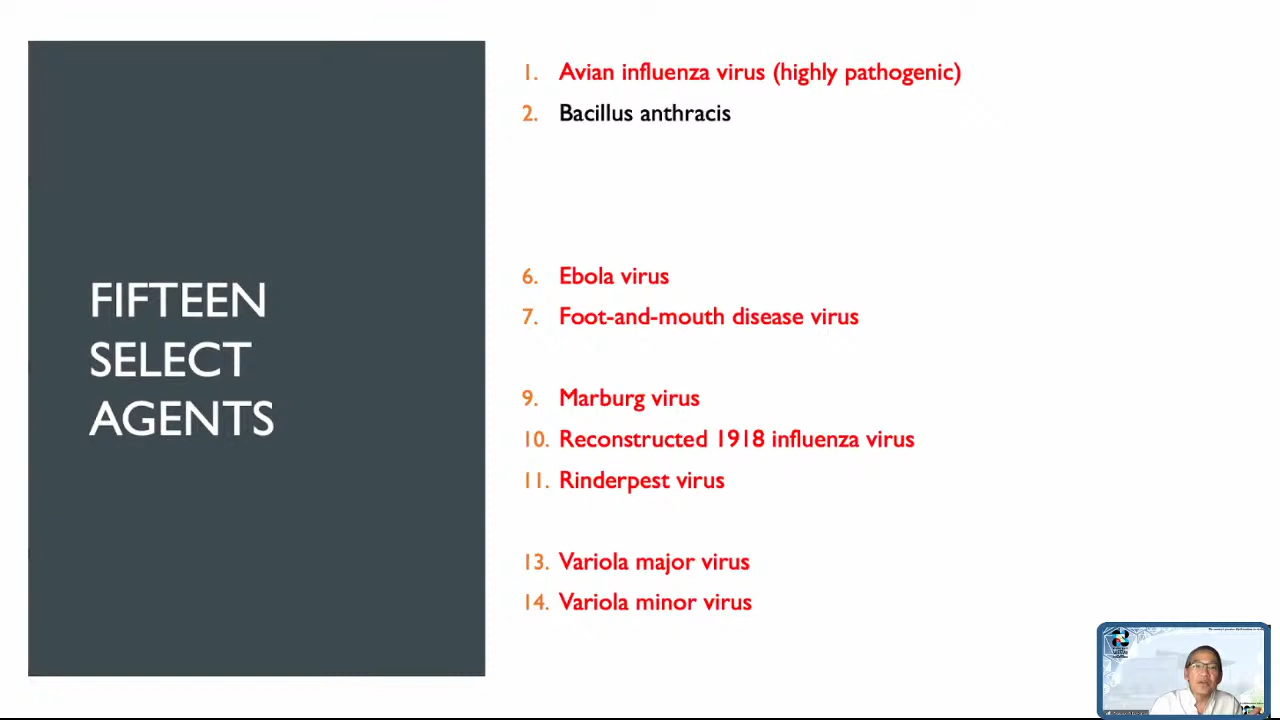 FIFTEEN
SELECT
AGENTS
1. Avian influenza virus (highly pathogenic)
2. Bacillus anthracis
6. Ebola virus
7. Foot-and-mouth disease virus
9. Marburg virus
10. Reconstructed 1918 influenza virus
11. Rinderpest virus
13. Variola major virus
14. Variola minor virus